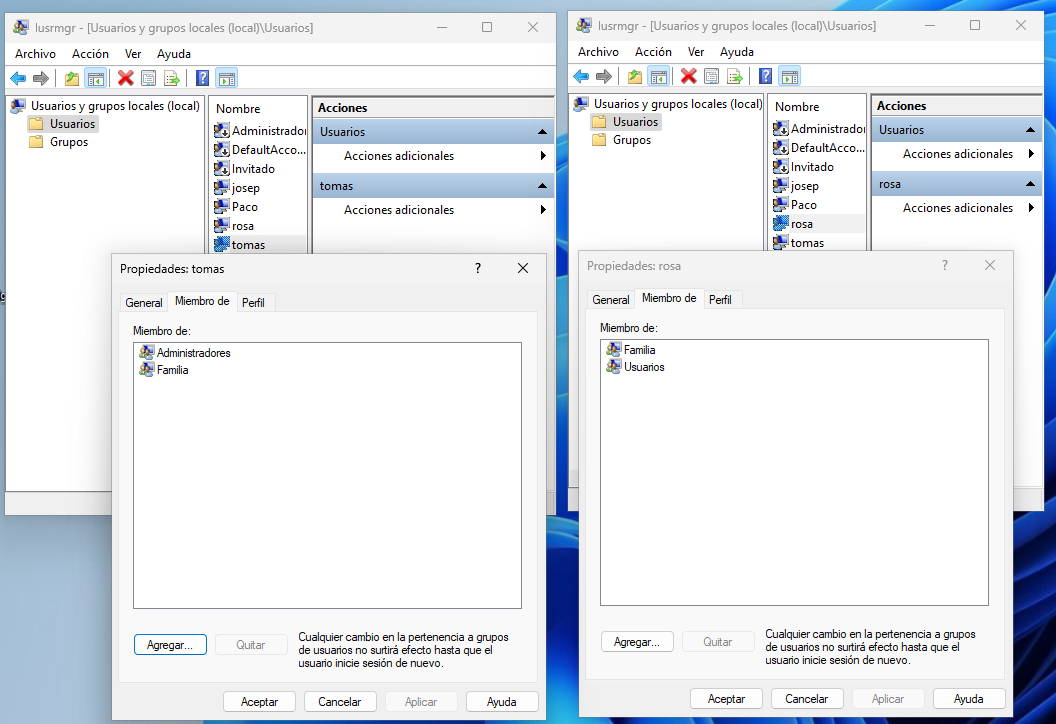 lusrmgr - [Usuarios y grupos locales (local)\Usuarios]
Archivo Acción Ver Ayuda
Usuarios y grupos locales (local)
Usuarios
Grupos
Nombre
Administrador
DefaultAcco...
Invitado
josep
Paco
rosa
tomas
Acciones
Usuarios
Acciones adicionales
tomas
Acciones adicionales
Propiedades: tomas
General Miembro de Perfil
Miembro de:
Administradores
Familia
Agregar... Quitar
Cualquier cambio en la pertenencia a grupos
de usuarios no surtirá efecto hasta que el
usuario inicie sesión de nuevo.
Aceptar Cancelar Aplicar Ayuda
lusrmgr - [Usuarios y grupos locales (local)\Usuarios]
Archivo Acción Ver Ayuda
Usuarios y grupos locales (local)
Usuarios
Grupos
Nombre
Administrador
DefaultAcco...
Invitado
josep
Paco
rosa
tomas
Acciones
Usuarios
Acciones adicionales
rosa
Acciones adicionales
Propiedades: rosa
General Miembro de Perfil
Miembro de:
Familia
Usuarios
Agregar... Quitar
Cualquier cambio en la pertenencia a grupos
de usuarios no surtirá efecto hasta que el
usuario inicie sesión de nuevo.
Aceptar Cancelar Aplicar Ayuda